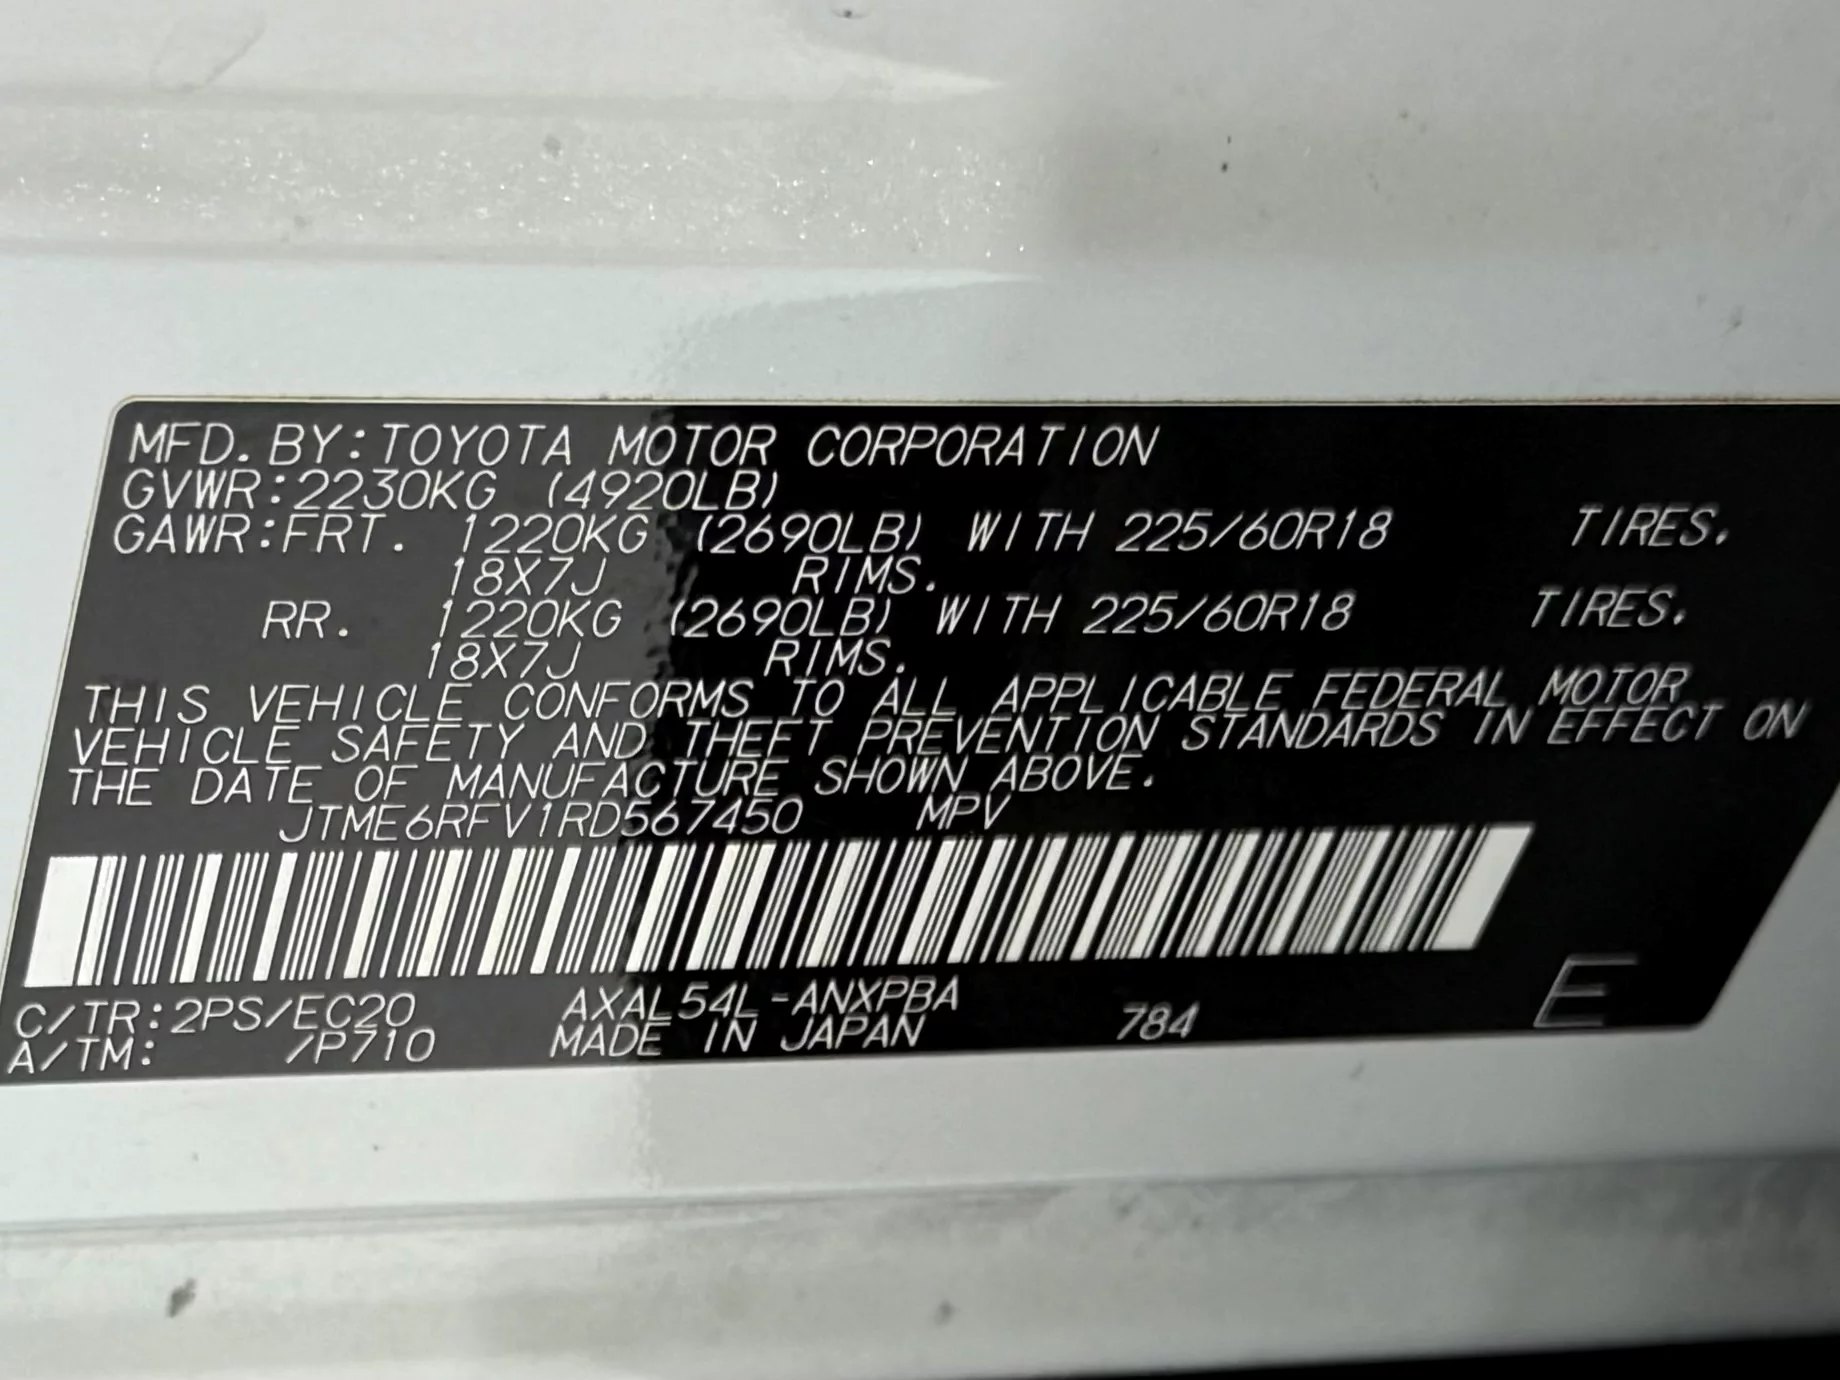 MFD. BY:TOYOTA MOTOR CORPORATION
GVWR:2230KG (4920LB)
GAWR:FRT. 1220KG (2690LB) WITH 225/60R18 TIRES.
18X7J RIMS.
RR. 1220KG (2690LB) WITH 225/60R18 TIRES.
18X7J RIMS.
THIS VEHICLE CONFORMS TO ALL APPLICABLE FEDERAL MOTOR
VEHICLE SAFETY AND THEFT PREVENTION STANDARDS IN EFFECT ON
THE DATE OF MANUFACTURE SHOWN ABOVE.
JTME6RFV1RD567450 MPV
C/TR:2PS/EC20 AXAL54L-ANXPBA 784 E
A/TM: /P710 MADE IN JAPAN